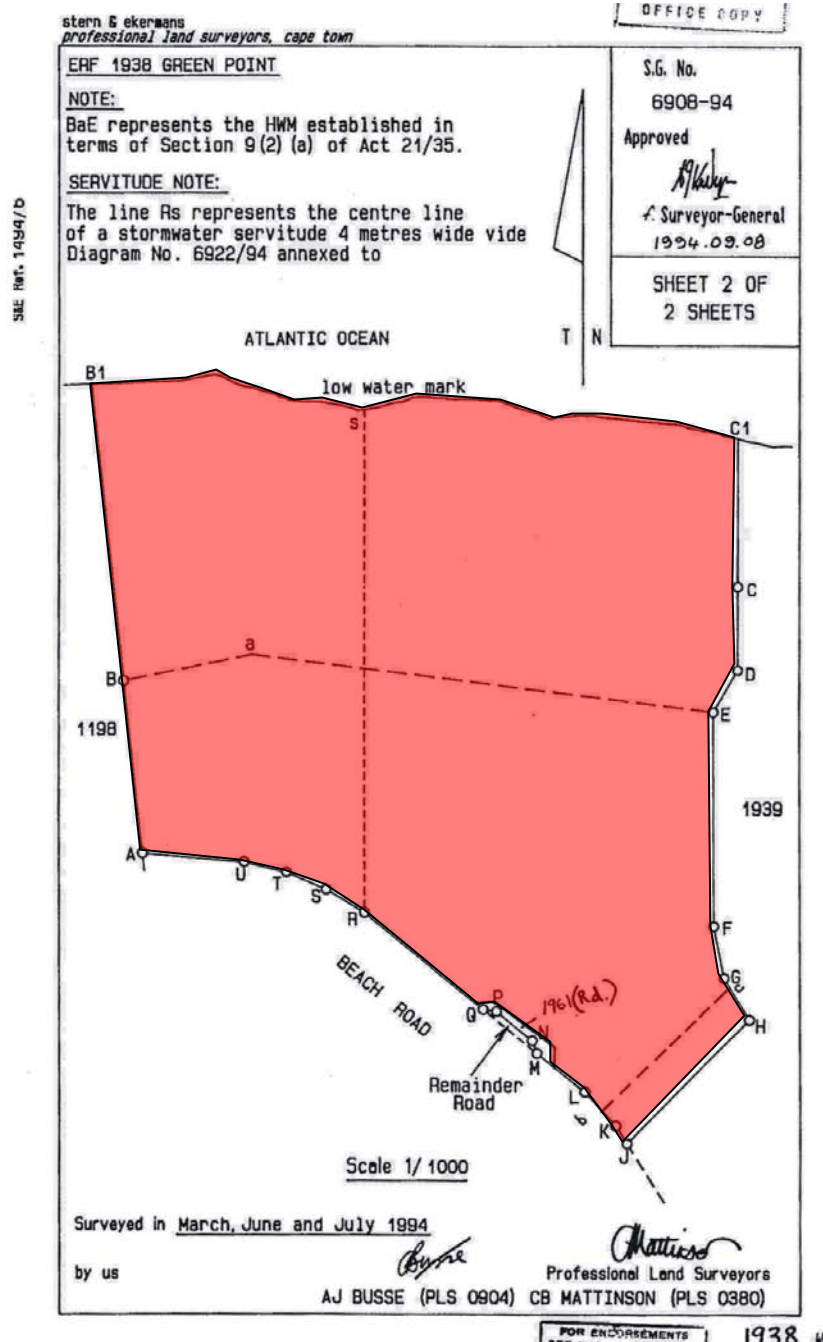 stern & ekermans
professional land surveyors, cape town
OFFICE COPY
ERF 1938 GREEN POINT
NOTE:
BaE represents the HWM established in
terms of Section 9(2)(a) of Act 21/35.
SERVITUDE NOTE:
The line Rs represents the centre line
of a stormwater servitude 4 metres wide vide
Diagram No. 6922/94 annexed to
S.G. No.
6908-94
Approved
f. Surveyor-General
1994.09.08
SHEET 2 OF
2 SHEETS
S&E Ref. 1494/b
T N
ATLANTIC OCEAN
B1
low water mark
s
C1
C
a
B
D
E
1198
1939
A
U
T
S
R
F
G
c
H
BEACH ROAD
P
Q
1961(Rd.)
N
M
Remainder
Road
L
b
K
J
Scale 1/1000
Surveyed in March, June and July 1994
by us
Busse
CMattinson
Professional Land Surveyors
AJ BUSSE (PLS 0904) CB MATTINSON (PLS 0380)
FOR ENDORSEMENTS
1938